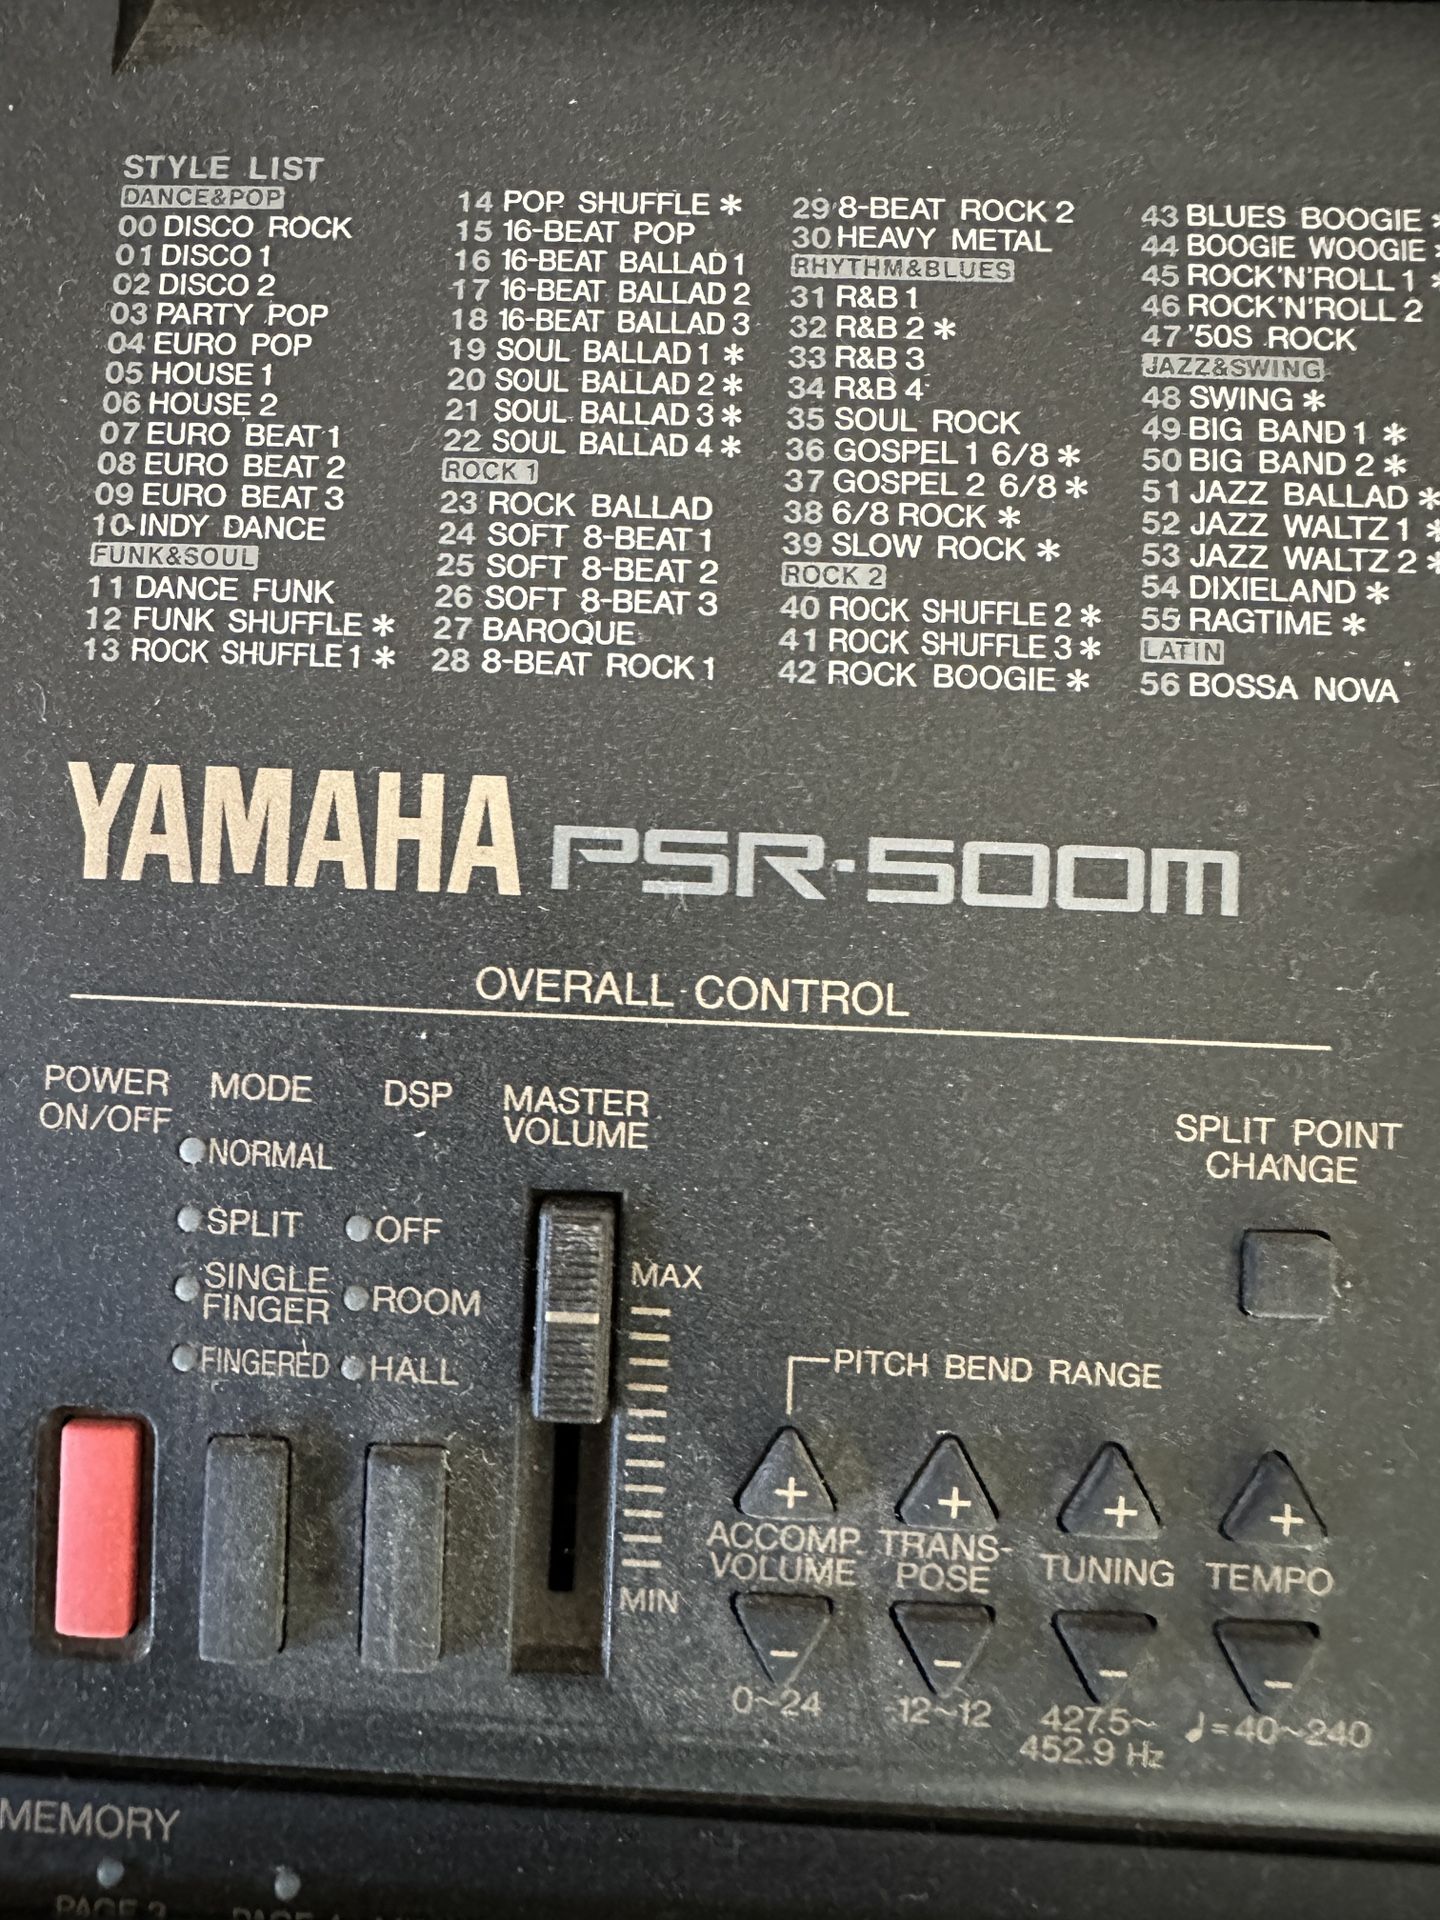 STYLE LIST
DANCE&POP
00 DISCO ROCK
01 DISCO 1
02 DISCO 2
03 PARTY POP
04 EURO POP
05 HOUSE 1
06 HOUSE 2
07 EURO BEAT 1
08 EURO BEAT 2
09 EURO BEAT 3
10 INDY DANCE
FUNK&SOUL
11 DANCE FUNK
12 FUNK SHUFFLE *
13 ROCK SHUFFLE 1 *
14 POP SHUFFLE *
15 16-BEAT POP
16 16-BEAT BALLAD 1
17 16-BEAT BALLAD 2
18 16-BEAT BALLAD 3
19 SOUL BALLAD 1 *
20 SOUL BALLAD 2 *
21 SOUL BALLAD 3 *
22 SOUL BALLAD 4 *
ROCK 1
23 ROCK BALLAD
24 SOFT 8-BEAT 1
25 SOFT 8-BEAT 2
26 SOFT 8-BEAT 3
27 BAROQUE
28 8-BEAT ROCK 1
29 8-BEAT ROCK 2
30 HEAVY METAL
RHYTHM&BLUES
31 R&B 1
32 R&B 2 *
33 R&B 3
34 R&B 4
35 SOUL ROCK
36 GOSPEL 1 6/8 *
37 GOSPEL 2 6/8 *
38 6/8 ROCK *
39 SLOW ROCK *
ROCK 2
40 ROCK SHUFFLE 2 *
41 ROCK SHUFFLE 3 *
42 ROCK BOOGIE *
43 BLUES BOOGIE *
44 BOOGIE WOOGIE *
45 ROCK'N'ROLL 1 *
46 ROCK'N'ROLL 2
47 '50S ROCK
JAZZ&SWING
48 SWING *
49 BIG BAND 1 *
50 BIG BAND 2 *
51 JAZZ BALLAD *
52 JAZZ WALTZ 1 *
53 JAZZ WALTZ 2 *
54 DIXIELAND *
55 RAGTIME *
LATIN
56 BOSSA NOVA
YAMAHA PSR-500M
OVERALL CONTROL
POWER
ON/OFF
MODE
NORMAL
SPLIT
SINGLE
FINGER
FINGERED
DSP
OFF
ROOM
HALL
MASTER
VOLUME
MAX
MIN
SPLIT POINT
CHANGE
PITCH BEND RANGE
+ + + +
ACCOMP.
VOLUME
TRANS-
POSE
TUNING
TEMPO
- - - -
0~24
-12~12
427.5~
452.9 Hz
♩=40~240
MEMORY
PAGE 3